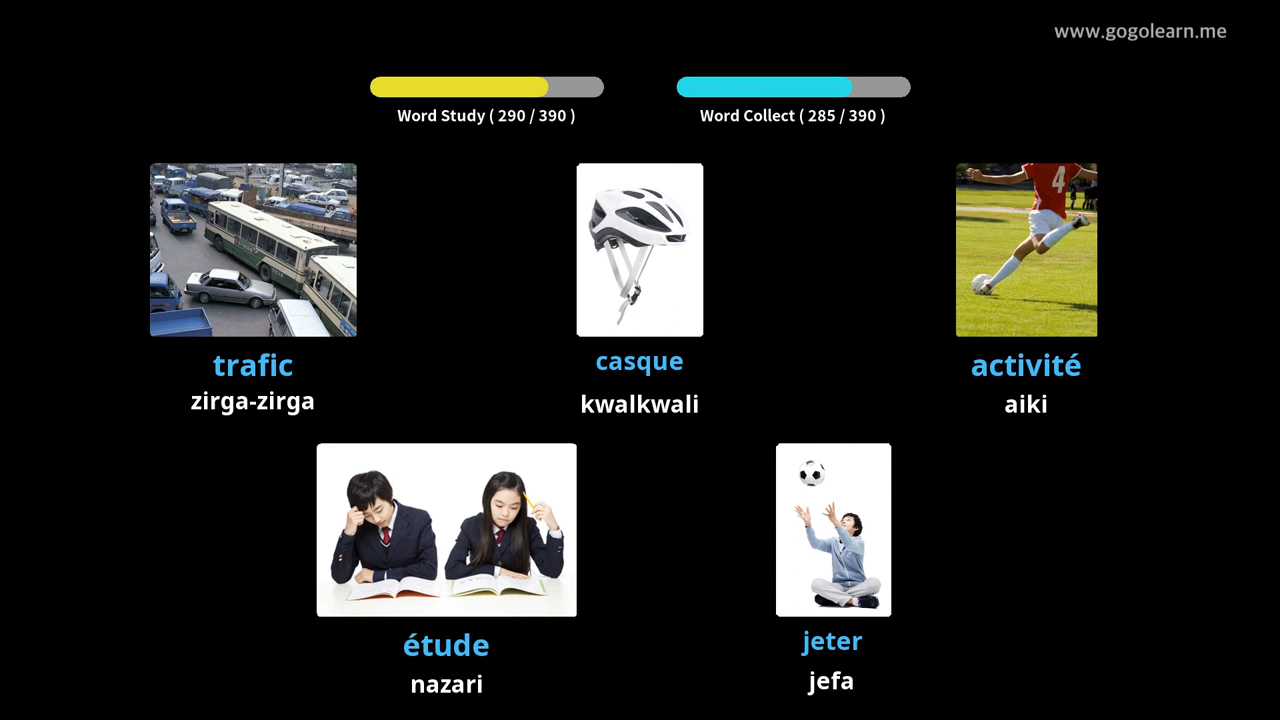 www.gogolearn.me
Word Study ( 290 / 390 )
Word Collect ( 285 / 390 )
4
trafic
zirga-zirga
casque
kwalkwali
activité
aiki
étude
nazari
jeter
jefa